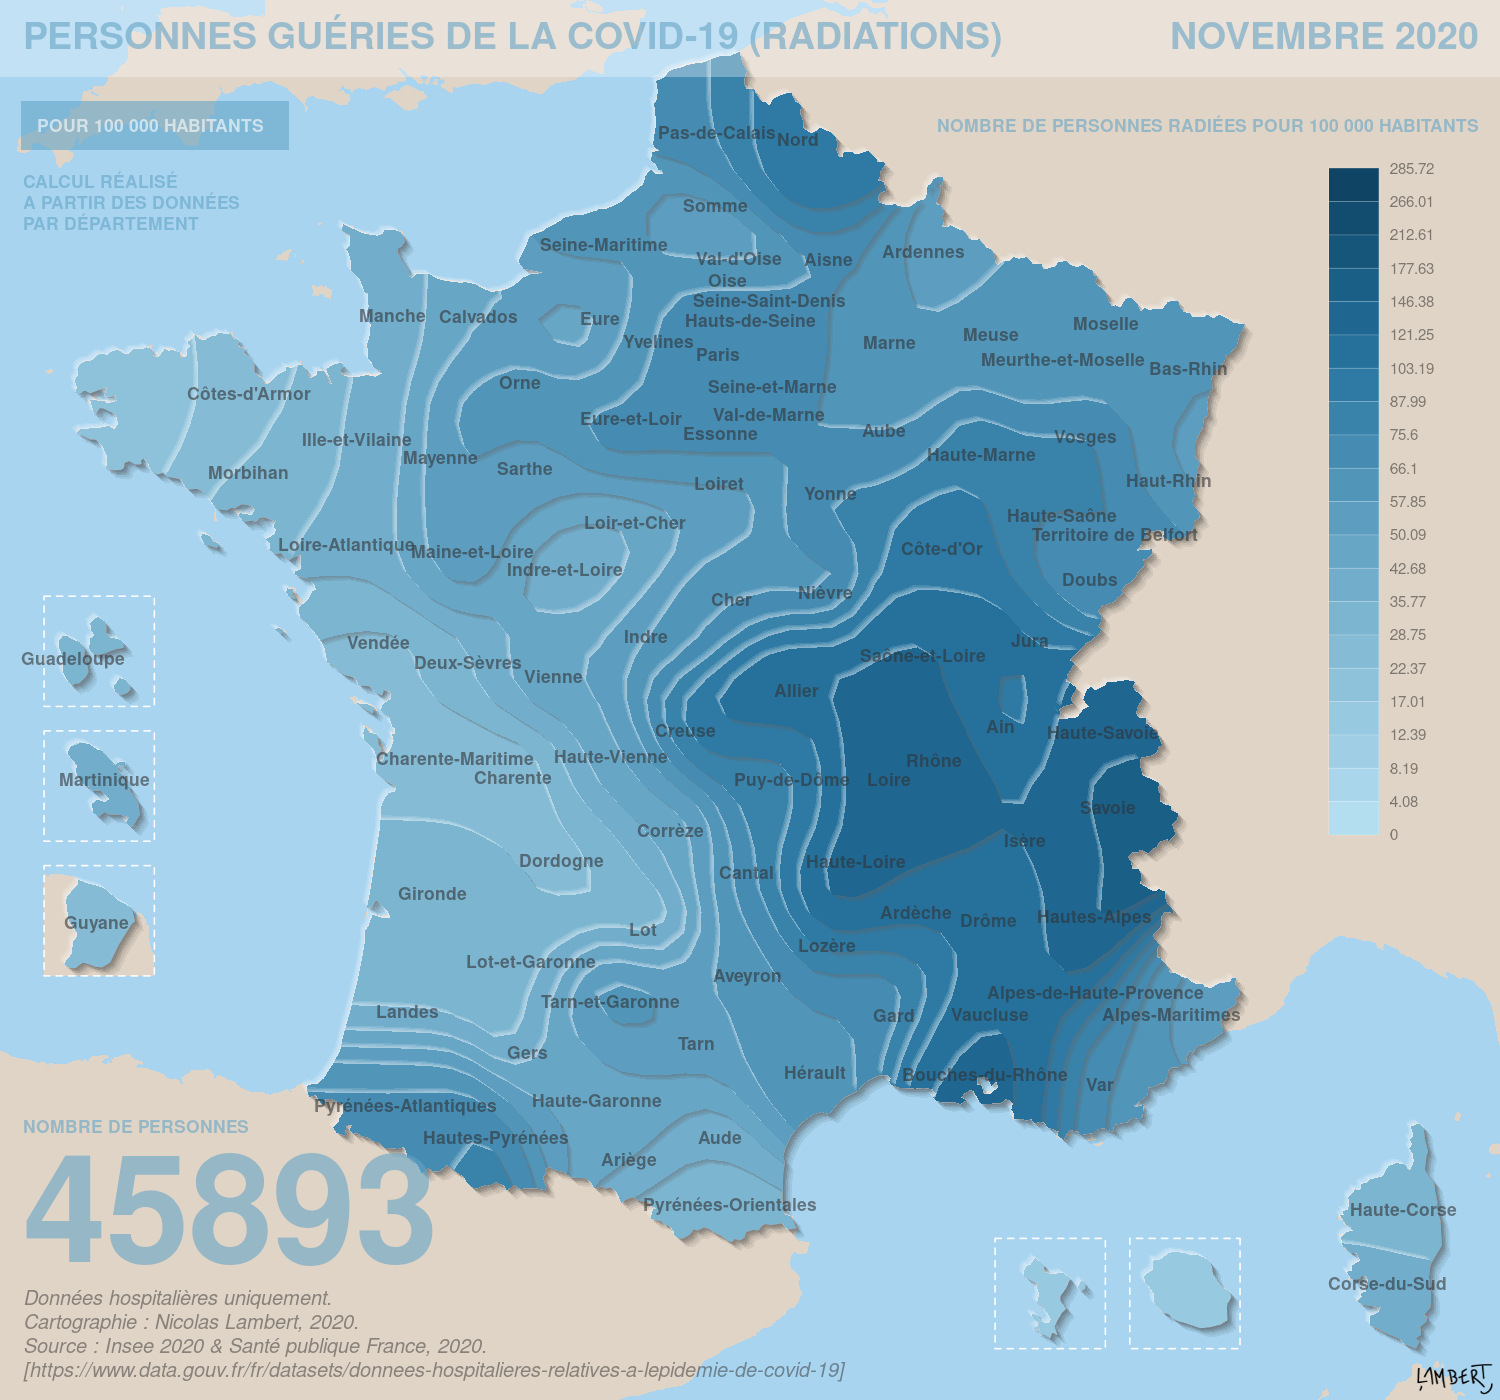 PERSONNES GUÉRIES DE LA COVID-19 (RADIATIONS)
NOVEMBRE 2020
POUR 100 000 HABITANTS
CALCUL RÉALISÉ
A PARTIR DES DONNÉES
PAR DÉPARTEMENT
NOMBRE DE PERSONNES RADIÉES POUR 100 000 HABITANTS
285.72
266.01
212.61
177.63
146.38
121.25
103.19
87.99
75.6
66.1
57.85
50.09
42.68
35.77
28.75
22.37
17.01
12.39
8.19
4.08
0
Pas-de-Calais
Nord
Somme
Seine-Maritime
Val-d'Oise
Aisne
Ardennes
Oise
Seine-Saint-Denis
Manche
Calvados
Eure
Hauts-de-Seine
Moselle
Yvelines
Marne
Meuse
Paris
Meurthe-et-Moselle
Bas-Rhin
Côtes-d'Armor
Orne
Seine-et-Marne
Eure-et-Loir
Val-de-Marne
Ille-et-Vilaine
Essonne
Aube
Vosges
Mayenne
Haute-Marne
Morbihan
Sarthe
Loiret
Yonne
Haut-Rhin
Loir-et-Cher
Haute-Saône
Territoire de Belfort
Loire-Atlantique
Maine-et-Loire
Côte-d'Or
Indre-et-Loire
Doubs
Cher
Nièvre
Vendée
Indre
Jura
Guadeloupe
Deux-Sèvres
Vienne
Saône-et-Loire
Allier
Creuse
Ain
Haute-Savoie
Charente-Maritime
Haute-Vienne
Rhône
Martinique
Charente
Puy-de-Dôme
Loire
Savoie
Corrèze
Isère
Dordogne
Cantal
Haute-Loire
Gironde
Guyane
Lot
Ardèche
Drôme
Hautes-Alpes
Lozère
Lot-et-Garonne
Aveyron
Landes
Tarn-et-Garonne
Gard
Vaucluse
Alpes-de-Haute-Provence
Alpes-Maritimes
Gers
Tarn
Hérault
Bouches-du-Rhône
Var
Pyrénées-Atlantiques
Haute-Garonne
Hautes-Pyrénées
Aude
Ariège
Pyrénées-Orientales
Haute-Corse
Corse-du-Sud
NOMBRE DE PERSONNES
45893
Données hospitalières uniquement.
Cartographie : Nicolas Lambert, 2020.
Source : Insee 2020 & Santé publique France, 2020.
[https://www.data.gouv.fr/fr/datasets/donnees-hospitalieres-relatives-a-lepidemie-de-covid-19]
LAMBERT